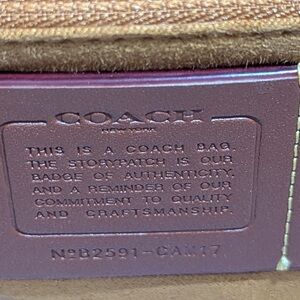 COACH
NEW YORK
THIS IS A COACH BAG.
THE STORYPATCH IS OUR
BADGE OF AUTHENTICITY,
AND A REMINDER OF OUR
COMMITMENT TO QUALITY
AND CRAFTSMANSHIP.
NºB2591-CAM17